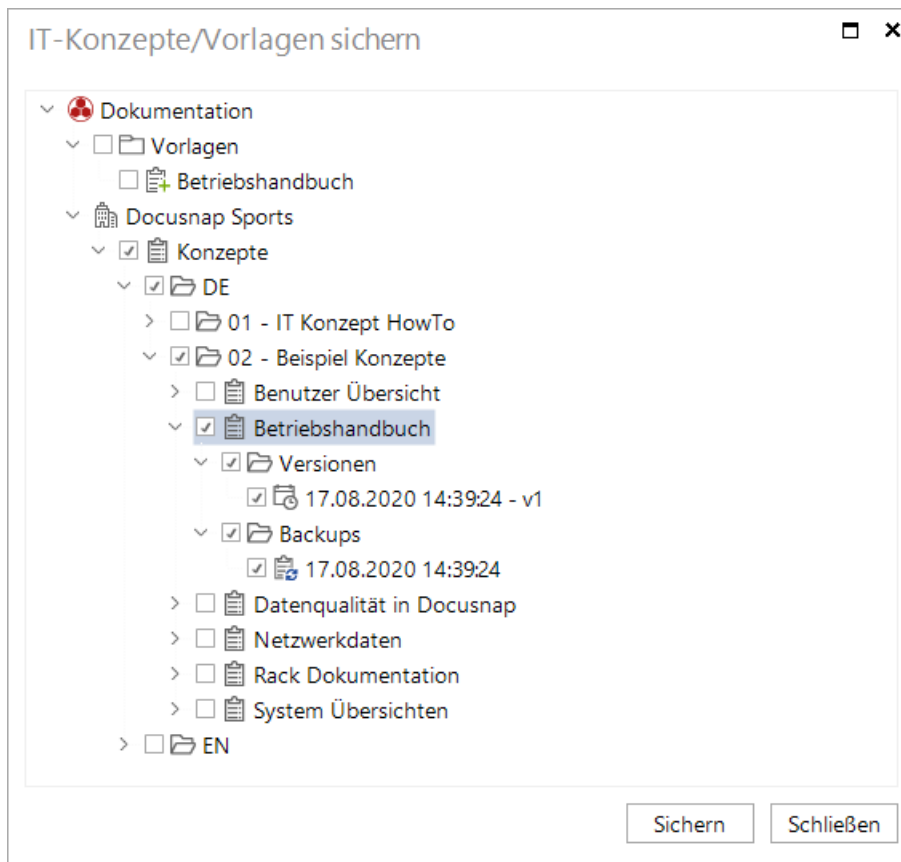 IT-Konzepte/Vorlagen sichern
Dokumentation
Vorlagen
Betriebshandbuch
Docusnap Sports
Konzepte
DE
01 - IT Konzept HowTo
02 - Beispiel Konzepte
Benutzer Übersicht
Betriebshandbuch
Versionen
17.08.2020 14:39:24 - v1
Backups
17.08.2020 14:39:24
Datenqualität in Docusnap
Netzwerkdaten
Rack Dokumentation
System Übersichten
EN
Sichern Schließen